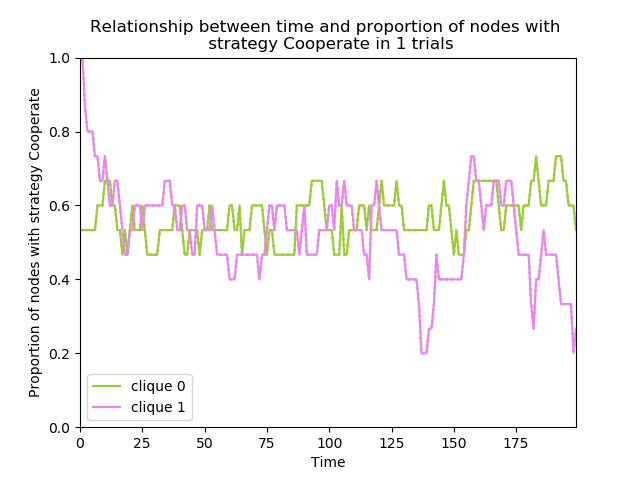 Relationship between time and proportion of nodes with
strategy Cooperate in 1 trials
Proportion of nodes with strategy Cooperate
1.0
0.8
0.6
0.4
0.2
0.0
clique 0
clique 1
0
25
50
75
100
125
150
175
Time